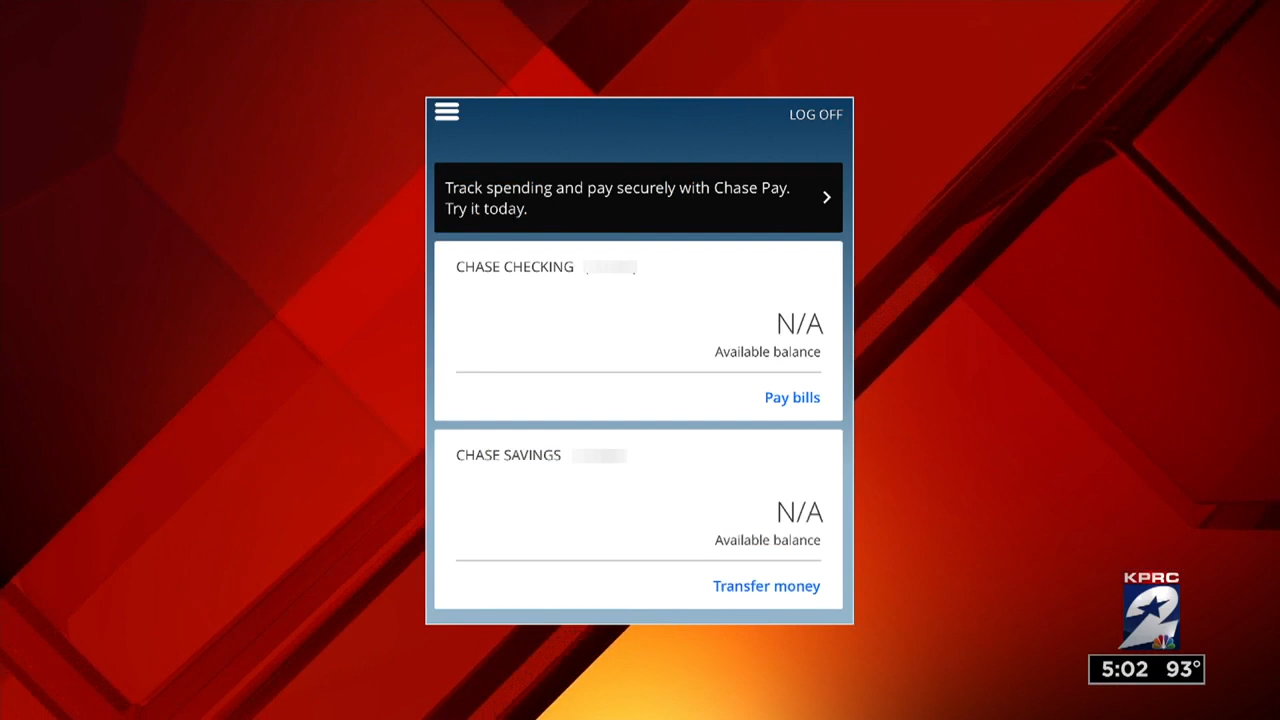 LOG OFF
Track spending and pay securely with Chase Pay.
Try it today.
CHASE CHECKING
N/A
Available balance
Pay bills
CHASE SAVINGS
N/A
Available balance
Transfer money
KPRC
2
5:02 93°